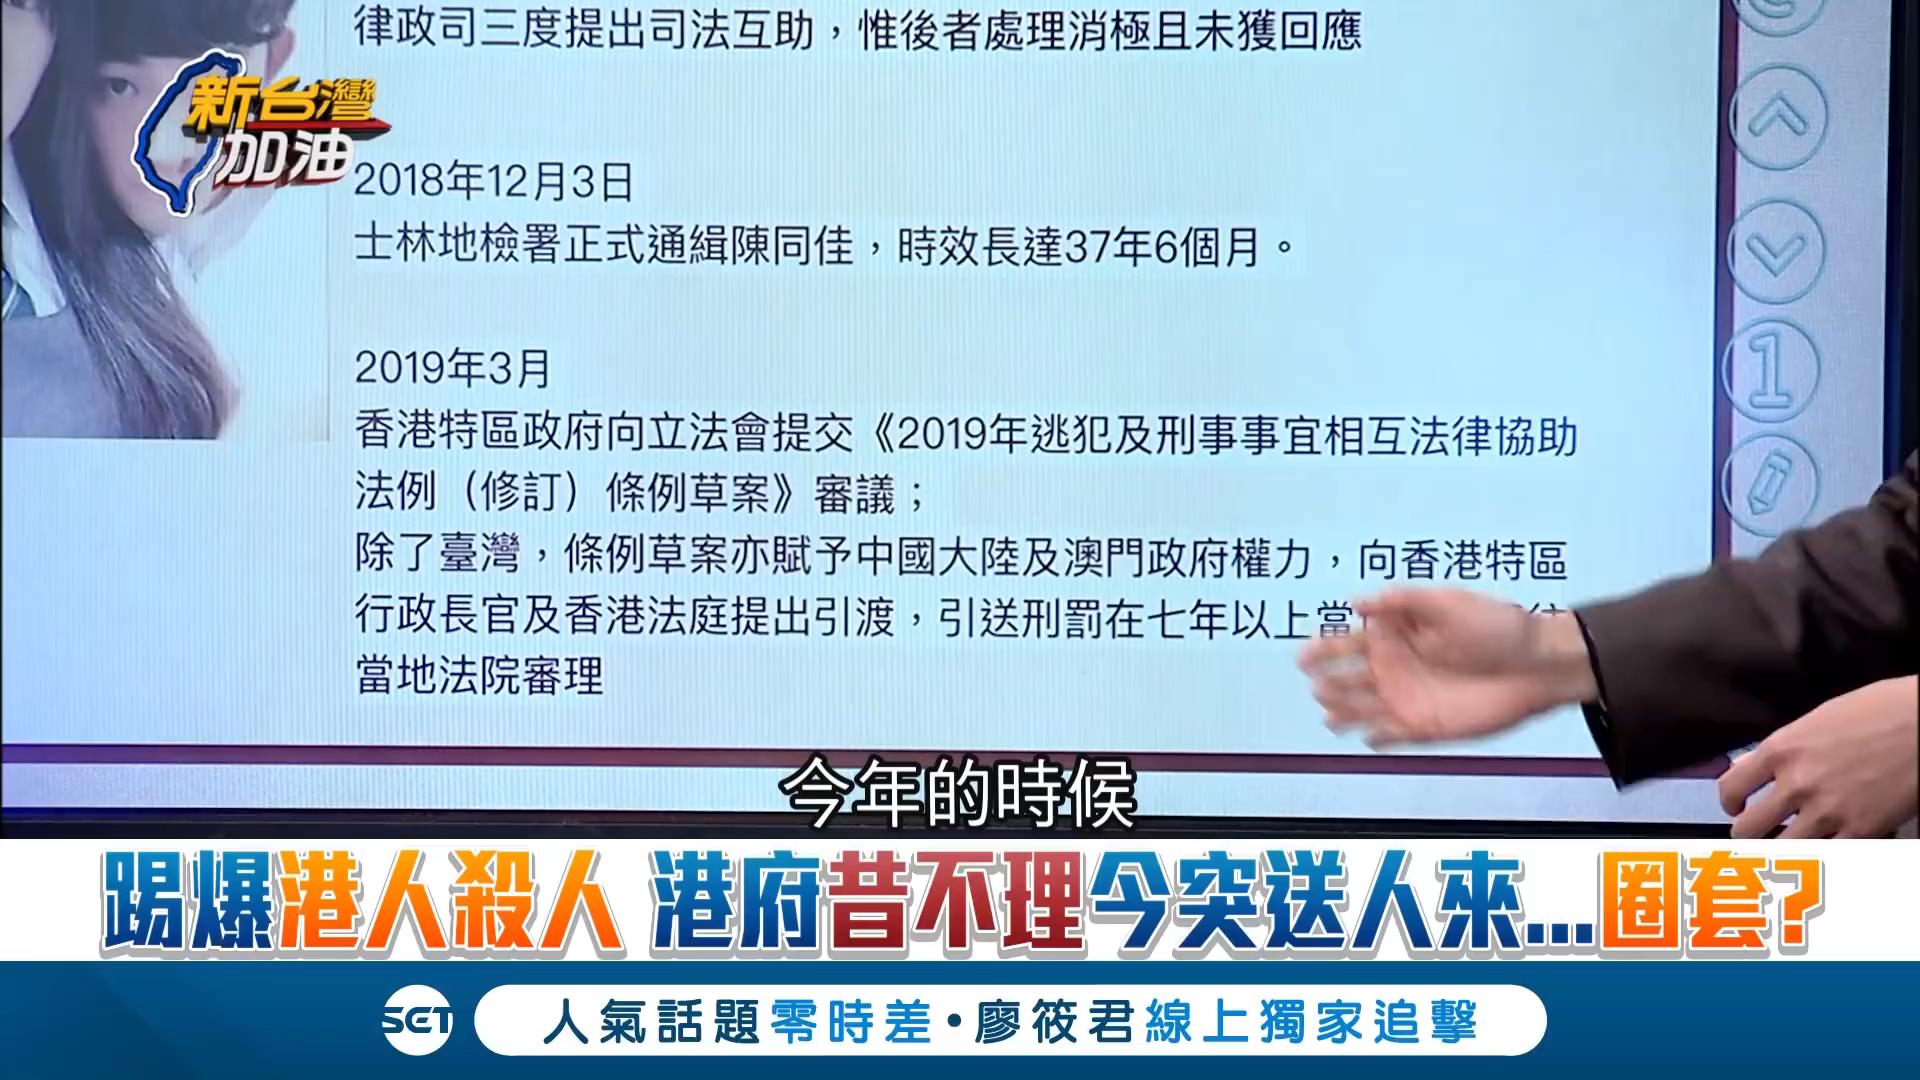 律政司三度提出司法互助，惟後者處理消極且未獲回應
新台灣
加油
2018年12月3日
士林地檢署正式通緝陳同佳，時效長達37年6個月。
2019年3月
香港特區政府向立法會提交《2019年逃犯及刑事事宜相互法律協助
法例（修訂）條例草案》審議；
除了臺灣，條例草案亦賦予中國大陸及澳門政府權力，向香港特區
行政長官及香港法庭提出引渡，引送刑罰在七年以上當
當地法院審理
1
今年的時候
踢爆港人殺人 港府昔不理今突送人來...圈套?
SET 人氣話題零時差•廖筱君線上獨家追擊